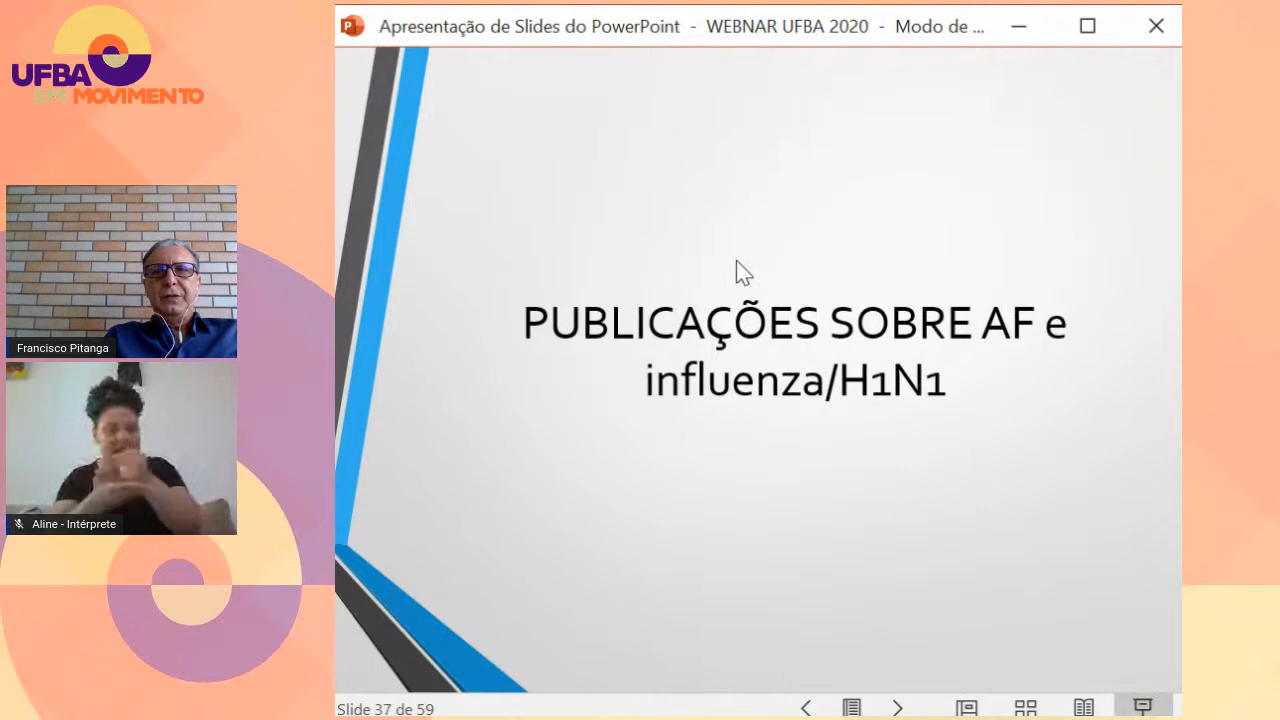 UFBA
EM MOVIMENTO
Apresentação de Slides do PowerPoint - WEBNAR UFBA 2020 - Modo de ...
PUBLICAÇÕES SOBRE AF e
influenza/H1N1
Francisco Pitanga
Aline - Intérprete
Slide 37 de 59